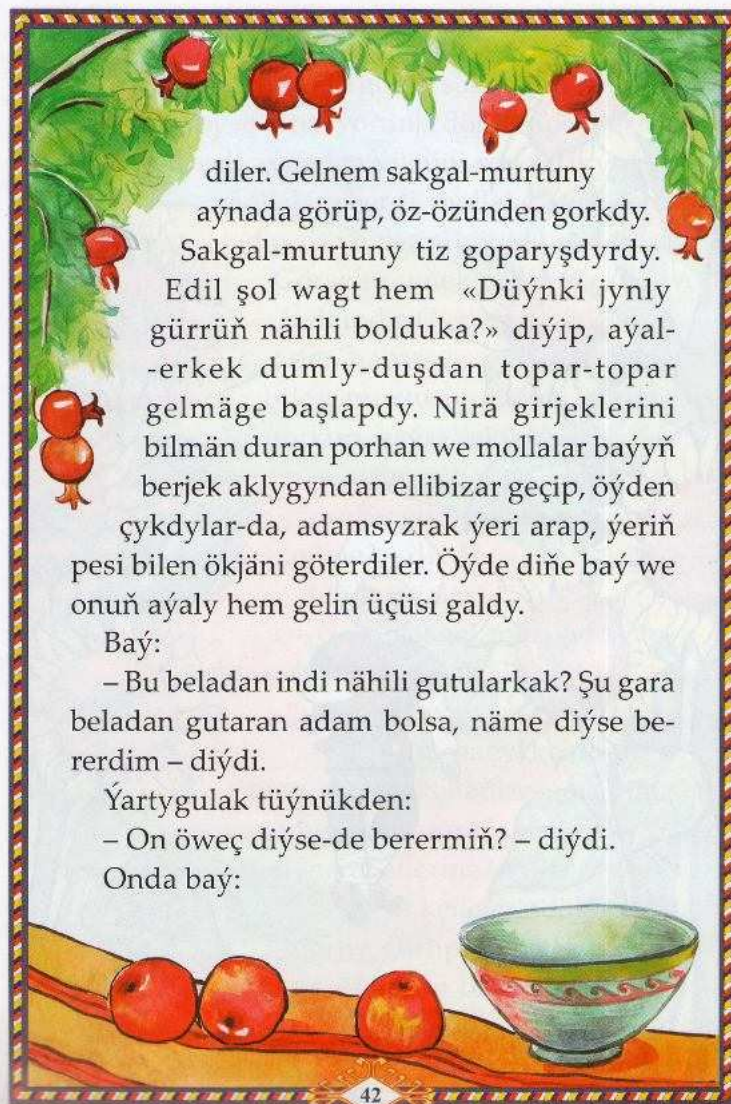 diler. Gelnem sakgal-murtuny
aýnada görüp, öz-özünden gorkdy.
Sakgal-murtuny tiz goparyşdyrdy.
Edil şol wagt hem «Düýnki jynly
gürrüň nähili bolduka?» diýip, aýal-
-erkek dumly-duşdan topar-topar
gelmäge başlapdy. Nirä girjeklerini
bilmän duran porhan we mollalar baýyň
berjek aklygyndan ellibizar geçip, öýden
çykdylar-da, adamsyzrak ýeri arap, ýeriň
pesi bilen ökjäni göterdiler. Öýde diňe baý we
onuň aýaly hem gelin üçüsi galdy.
Baý:
– Bu beladan indi nähili gutularkak? Şu gara
beladan gutaran adam bolsa, näme diýse be-
rerdim – diýdi.
Ýartygulak tüýnükden:
– On öweç diýse-de berermiň? – diýdi.
Onda baý:
42